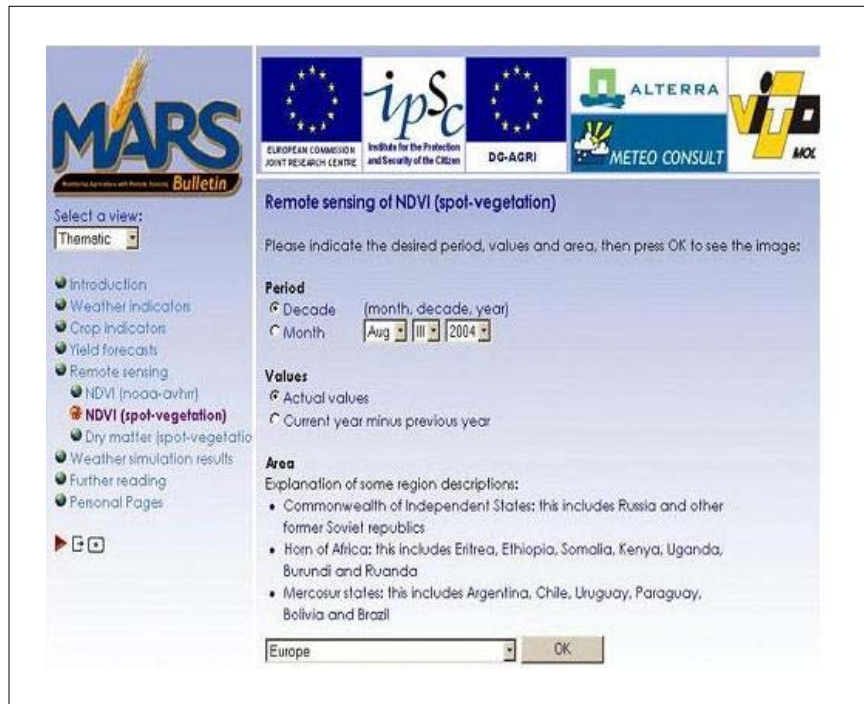 MARS
Monitoring Agriculture with Remote Sensing Bulletin
Select a view:
Thematic
Introduction
Weather indicators
Crop indicators
Yield forecasts
Remote sensing
NDVI (noaa-avhrr)
NDVI (spot-vegetation)
Dry matter (spot-vegetatio
Weather simulation results
Further reading
Personal Pages
EUROPEAN COMMISSION
JOINT RESEARCH CENTRE
ipsc
Institute for the Protection
and Security of the Citizen
DG-AGRI
ALTERRA
METEO CONSULT
VITO
MOL
Remote sensing of NDVI (spot-vegetation)
Please indicate the desired period, values and area, then press OK to see the image:
Period
Decade (month, decade, year)
Month Aug III 2004
Values
Actual values
Current year minus previous year
Area
Explanation of some region descriptions:
• Commonwealth of Independent States: this includes Russia and other
former Soviet republics
• Horn of Africa: this includes Eritrea, Ethiopia, Somalia, Kenya, Uganda,
Burundi and Ruanda
• Mercosur states: this includes Argentina, Chile, Uruguay, Paraguay,
Bolivia and Brazil
Europe OK